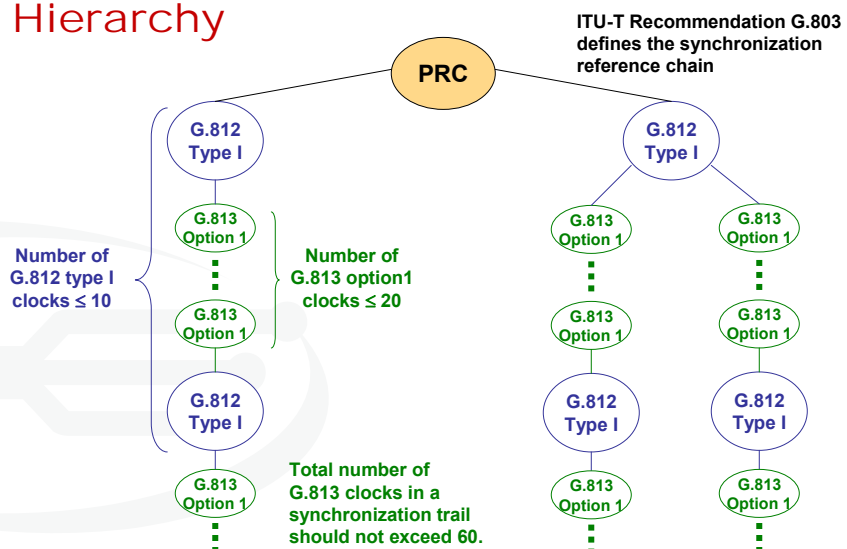 Hierarchy
ITU-T Recommendation G.803
defines the synchronization
reference chain
PRC
G.812
Type I
G.812
Type I
G.813
Option 1
G.813
Option 1
G.813
Option 1
Number of
G.812 type I
clocks ≤ 10
Number of
G.813 option1
clocks ≤ 20
G.813
Option 1
G.813
Option 1
G.813
Option 1
G.812
Type I
G.812
Type I
G.812
Type I
G.813
Option 1
Total number of
G.813 clocks in a
synchronization trail
should not exceed 60.
G.813
Option 1
G.813
Option 1